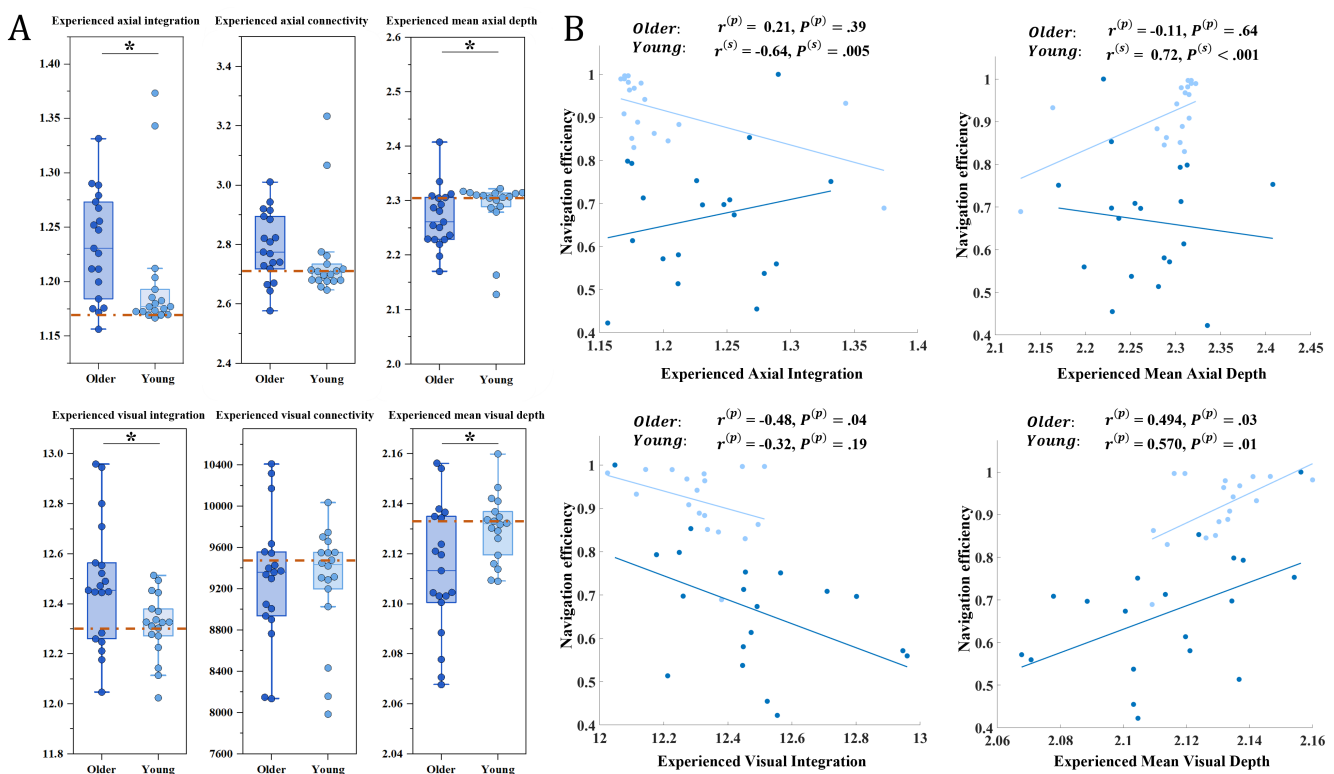 A
Experienced axial integration
*
1.40
1.35
1.30
1.25
1.20
1.15
Older Young
Experienced axial connectivity
3.4
3.2
3.0
2.8
2.6
2.4
Older Young
Experienced mean axial depth
*
2.6
2.5
2.4
2.3
2.2
2.1
2.0
Older Young
Experienced visual integration
*
13.0
12.8
12.6
12.4
12.2
12.0
11.8
Older Young
Experienced visual connectivity
10400
10000
9600
9200
8800
8400
8000
7600
Older Young
Experienced mean visual depth
*
2.16
2.14
2.12
2.10
2.08
2.06
2.04
Older Young
B
Older: r(p) = 0.21, P(p) = .39
Young: r(s) = -0.64, P(s) = .005
Navigation efficiency
1
0.9
0.8
0.7
0.6
0.5
0.4
1.15 1.2 1.25 1.3 1.35 1.4
Experienced Axial Integration
Older: r(p) = -0.11, P(p) = .64
Young: r(s) = 0.72, P(s) < .001
Navigation efficiency
1
0.9
0.8
0.7
0.6
0.5
0.4
2.1 2.15 2.2 2.25 2.3 2.35 2.4 2.45
Experienced Mean Axial Depth
Older: r(p) = -0.48, P(p) = .04
Young: r(p) = -0.32, P(p) = .19
Navigation efficiency
1
0.9
0.8
0.7
0.6
0.5
0.4
12 12.2 12.4 12.6 12.8 13
Experienced Visual Integration
Older: r(p) = 0.494, P(p) = .03
Young: r(p) = 0.570, P(p) = .01
Navigation efficiency
1
0.9
0.8
0.7
0.6
0.5
0.4
2.06 2.08 2.1 2.12 2.14 2.16
Experienced Mean Visual Depth